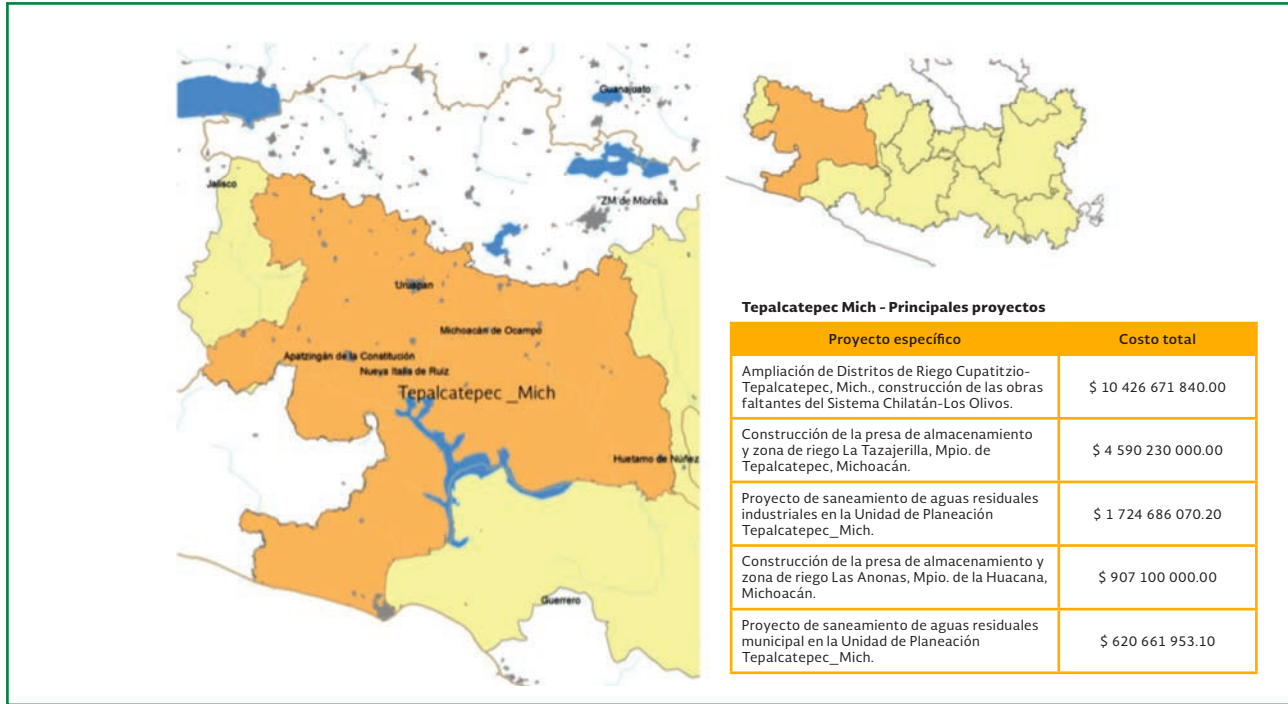 Guanajuato
Jalisco
ZM de Morelia
Uruapan
Michoacán de Ocampo
Apatzingán de la Constitución
Nueva Italia de Ruiz
Tepalcatepec _Mich
Huetamo de Núñez
Guerrero
Tepalcatepec Mich - Principales proyectos
Proyecto específico
Costo total
Ampliación de Distritos de Riego Cupatitzio-
Tepalcatepec, Mich., construcción de las obras
faltantes del Sistema Chilatán-Los Olivos.
$ 10 426 671 840.00
Construcción de la presa de almacenamiento
y zona de riego La Tazajerilla, Mpio. de
Tepalcatepec, Michoacán.
$ 4 590 230 000.00
Proyecto de saneamiento de aguas residuales
industriales en la Unidad de Planeación
Tepalcatepec_Mich.
$ 1 724 686 070.20
Construcción de la presa de almacenamiento y
zona de riego Las Anonas, Mpio. de la Huacana,
Michoacán.
$ 907 100 000.00
Proyecto de saneamiento de aguas residuales
municipal en la Unidad de Planeación
Tepalcatepec_Mich.
$ 620 661 953.10